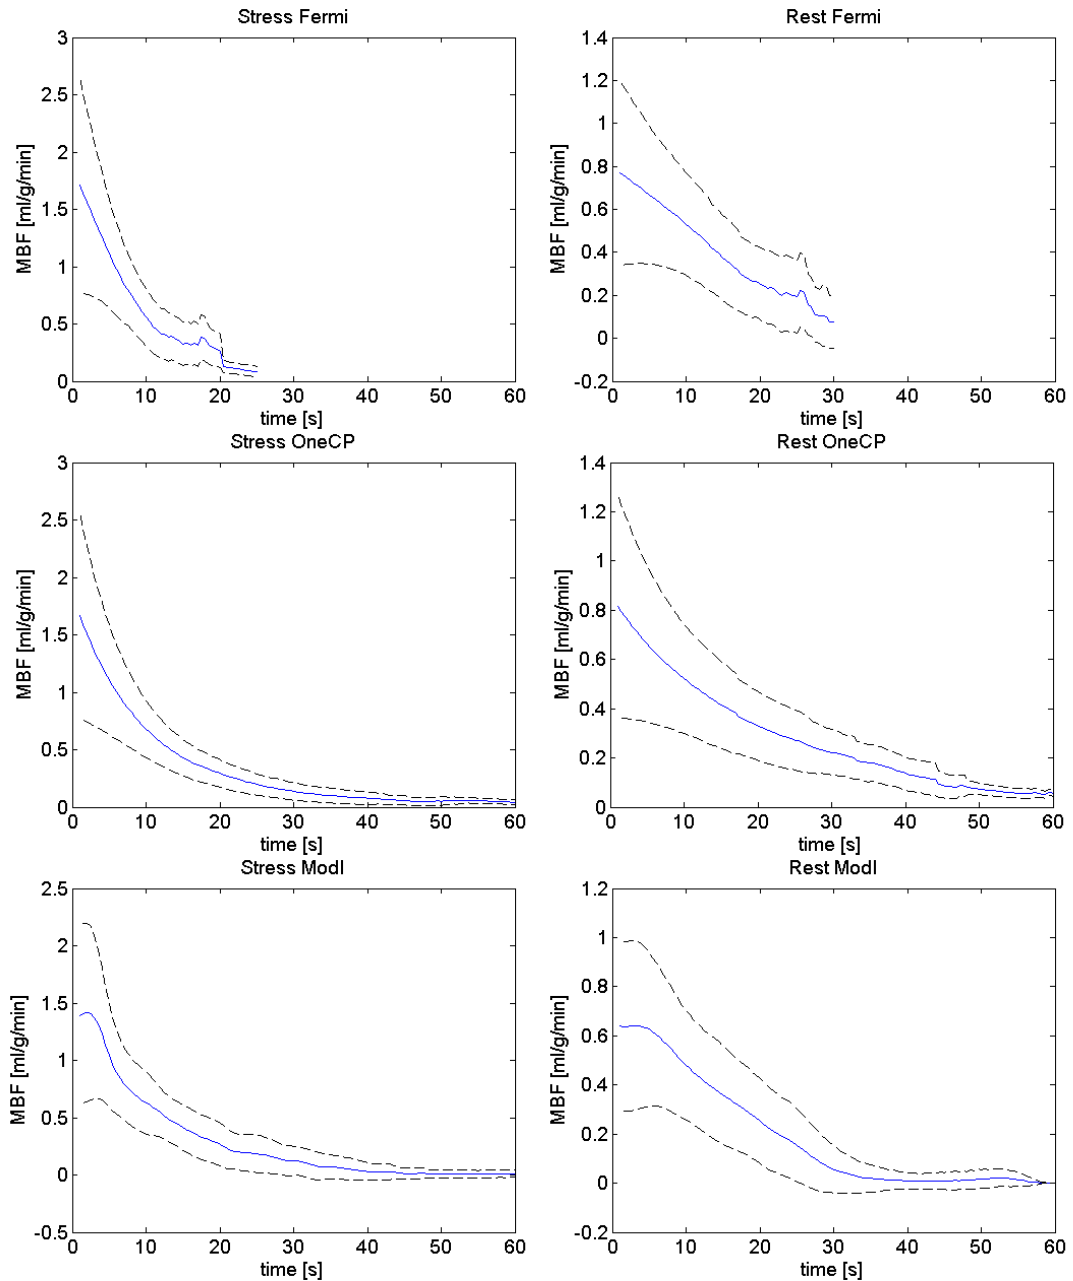 Stress Fermi
3
2.5
2
1.5
1
0.5
0
MBF [ml/g/min]
0 10 20 30 40 50 60
time [s]
Rest Fermi
1.4
1.2
1
0.8
0.6
0.4
0.2
0
-0.2
MBF [ml/g/min]
0 10 20 30 40 50 60
time [s]
Stress OneCP
3
2.5
2
1.5
1
0.5
0
MBF [ml/g/min]
0 10 20 30 40 50 60
time [s]
Rest OneCP
1.4
1.2
1
0.8
0.6
0.4
0.2
0
MBF [ml/g/min]
0 10 20 30 40 50 60
time [s]
Stress ModI
2.5
2
1.5
1
0.5
0
-0.5
MBF [ml/g/min]
0 10 20 30 40 50 60
time [s]
Rest ModI
1.2
1
0.8
0.6
0.4
0.2
0
-0.2
MBF [ml/g/min]
0 10 20 30 40 50 60
time [s]